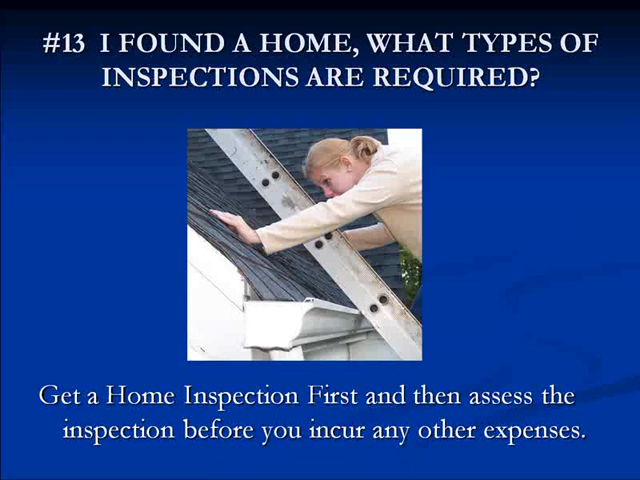 #13 I FOUND A HOME, WHAT TYPES OF
INSPECTIONS ARE REQUIRED?
Get a Home Inspection First and then assess the
inspection before you incur any other expenses.